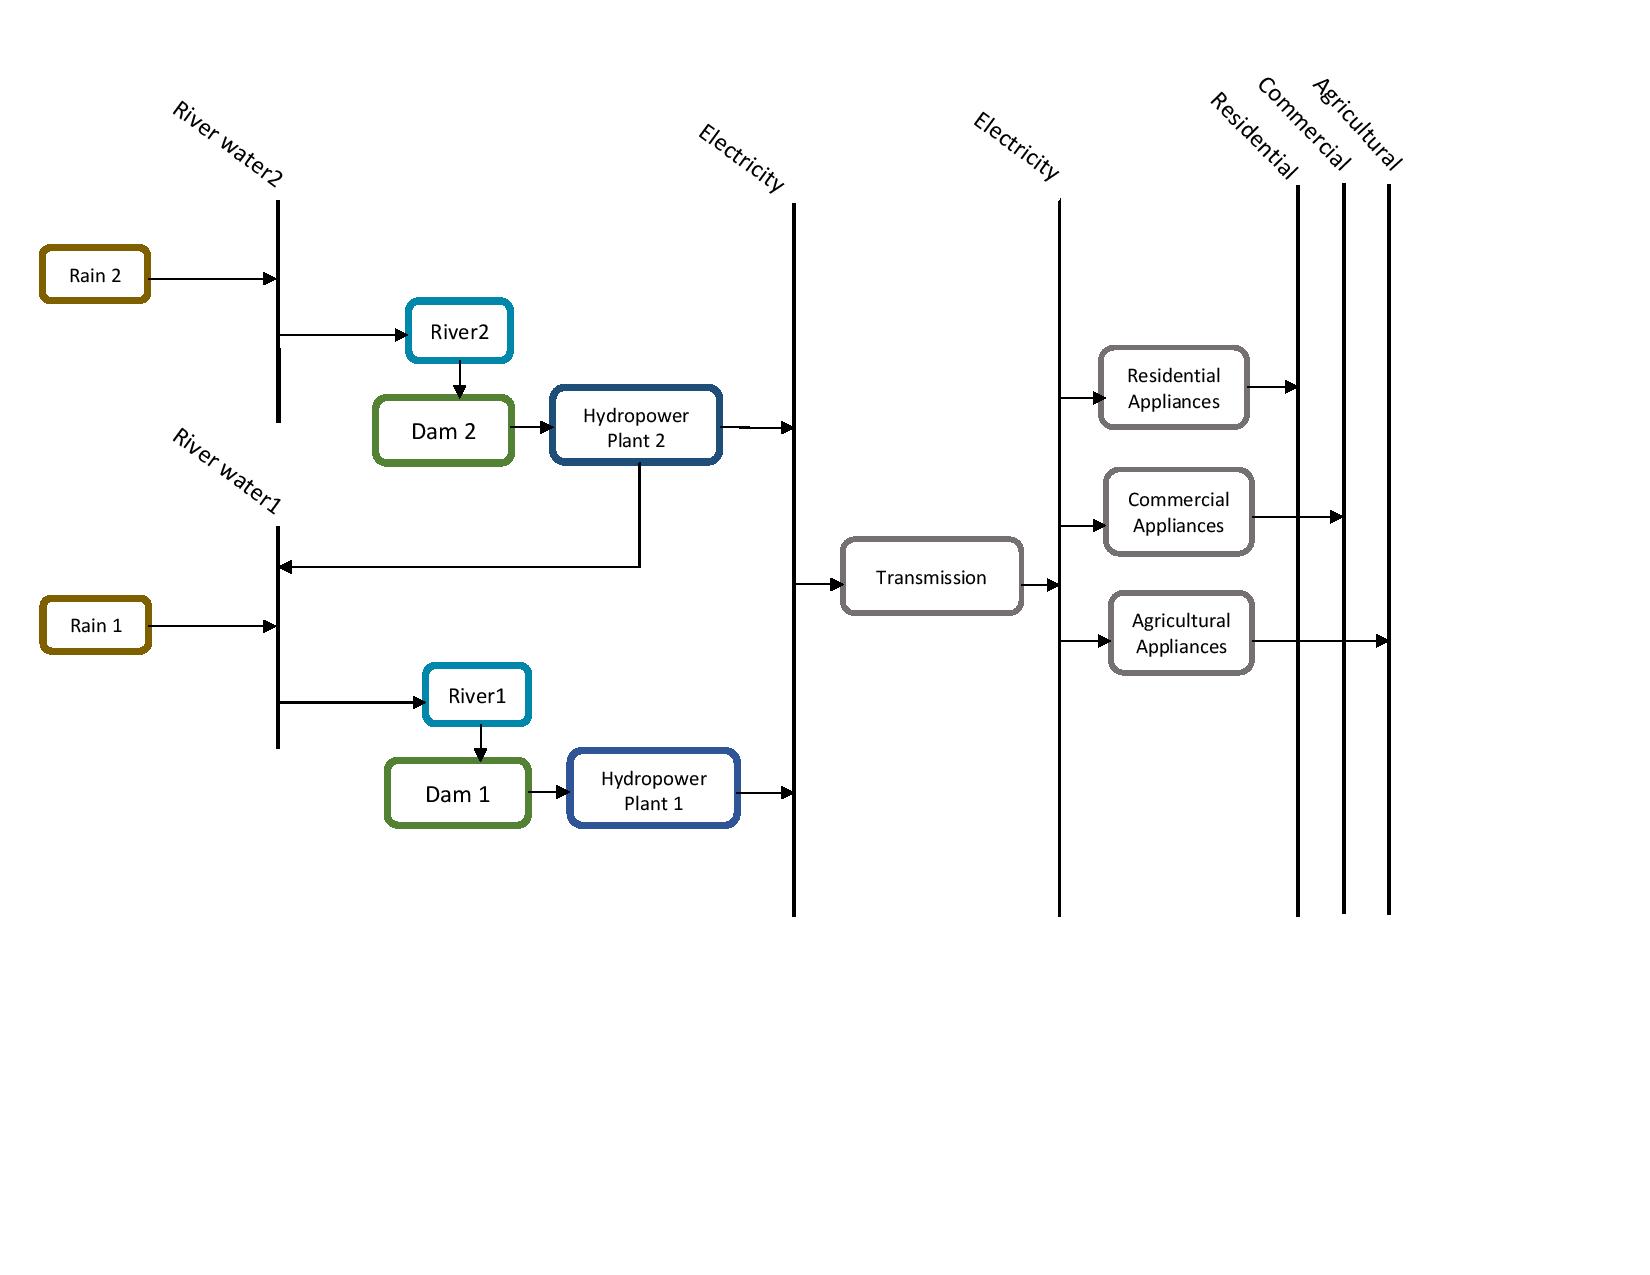 River water2
Electricity
Electricity
Residential
Commercial
Agricultural
Rain 2
River2
Dam 2
Hydropower
Plant 2
Residential
Appliances
River water1
Commercial
Appliances
Transmission
Rain 1
Agricultural
Appliances
River1
Dam 1
Hydropower
Plant 1